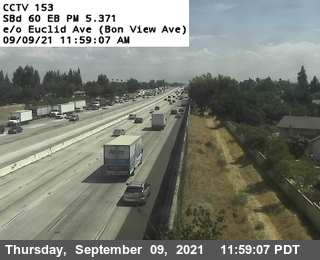 CCTV 153
SBd 60 EB PM 5.371
e/o Euclid Ave (Bon View Ave)
09/09/21 11:59:07 AM
Thursday, September 09, 2021 11:59:07 PDT